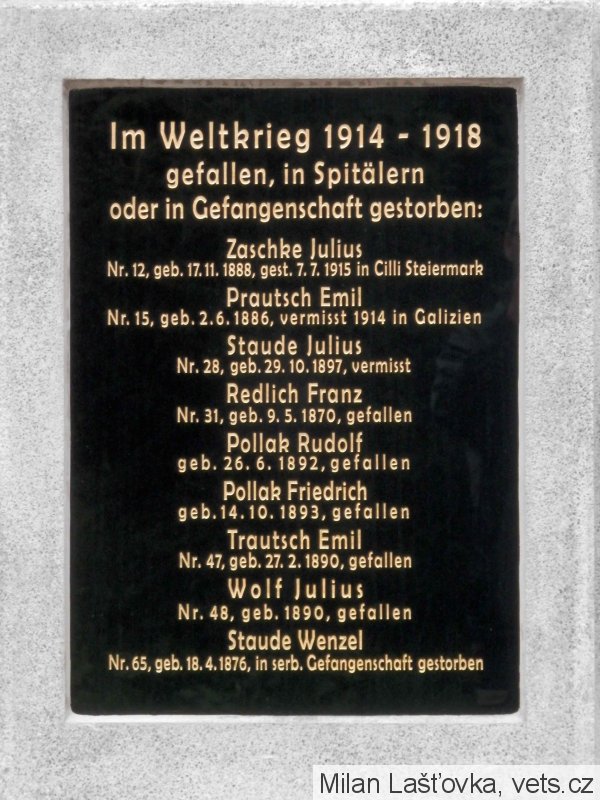 Im Weltkrieg 1914 - 1918
gefallen, in Spitälern
oder in Gefangenschaft gestorben:
Zaschke Julius
Nr. 12, geb. 17.11. 1888, gest. 7. 7. 1915 in Cilli Steiermark
Prautsch Emil
Nr. 15, geb. 2. 6. 1886, vermisst 1914 in Galizien
Staude Julius
Nr. 28, geb. 29. 10. 1897, vermisst
Redlich Franz
Nr. 31, geb. 9. 5. 1870, gefallen
Pollak Rudolf
geb. 26. 6. 1892, gefallen
Pollak Friedrich
geb. 14. 10. 1893, gefallen
Trautsch Emil
Nr. 47, geb. 27. 2. 1890, gefallen
Wolf Julius
Nr. 48, geb. 1890, gefallen
Staude Wenzel
Nr. 65, geb. 18. 4. 1876, in serb. Gefangenschaft gestorben
Milan Lašťovka, vets.cz